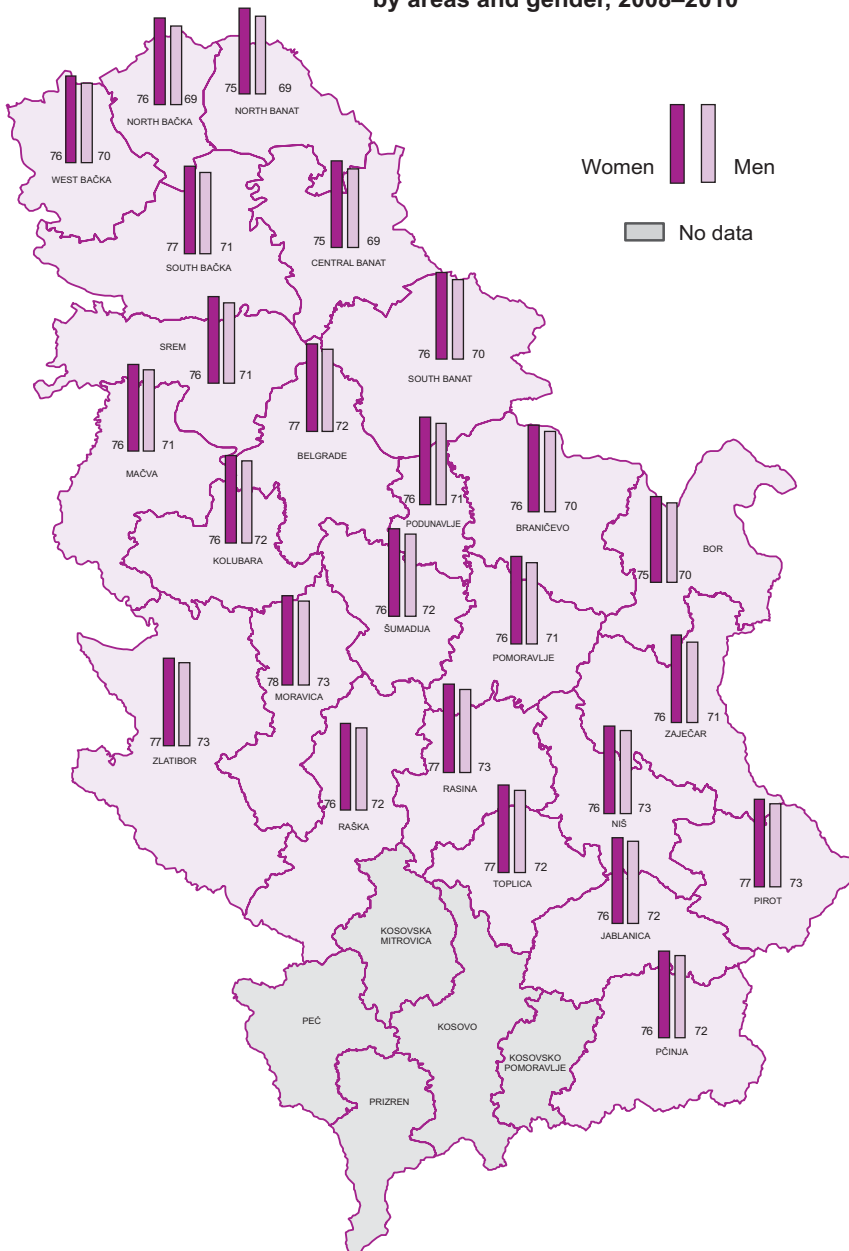 by areas and gender, 2008–2010
75 69
NORTH BANAT
76 69
NORTH BAČKA
76 70
WEST BAČKA
Women Men
No data
77 71
SOUTH BAČKA
75 69
CENTRAL BANAT
SREM
76 71
76 70
SOUTH BANAT
77 72
BELGRADE
76 71
MAČVA
76 71
PODUNAVLJE
76 70
BRANIČEVO
76 72
KOLUBARA
BOR
75 70
76 72
ŠUMADIJA
76 71
POMORAVLJE
78 73
MORAVICA
76 71
ZAJEČAR
77 73
ZLATIBOR
77 73
RASINA
76 72
RAŠKA
76 73
NIŠ
77 72
TOPLICA
77 73
PIROT
76 72
JABLANICA
KOSOVSKA
MITROVICA
PEĆ
KOSOVO
76 72
PČINJA
KOSOVSKO
POMORAVLJE
PRIZREN